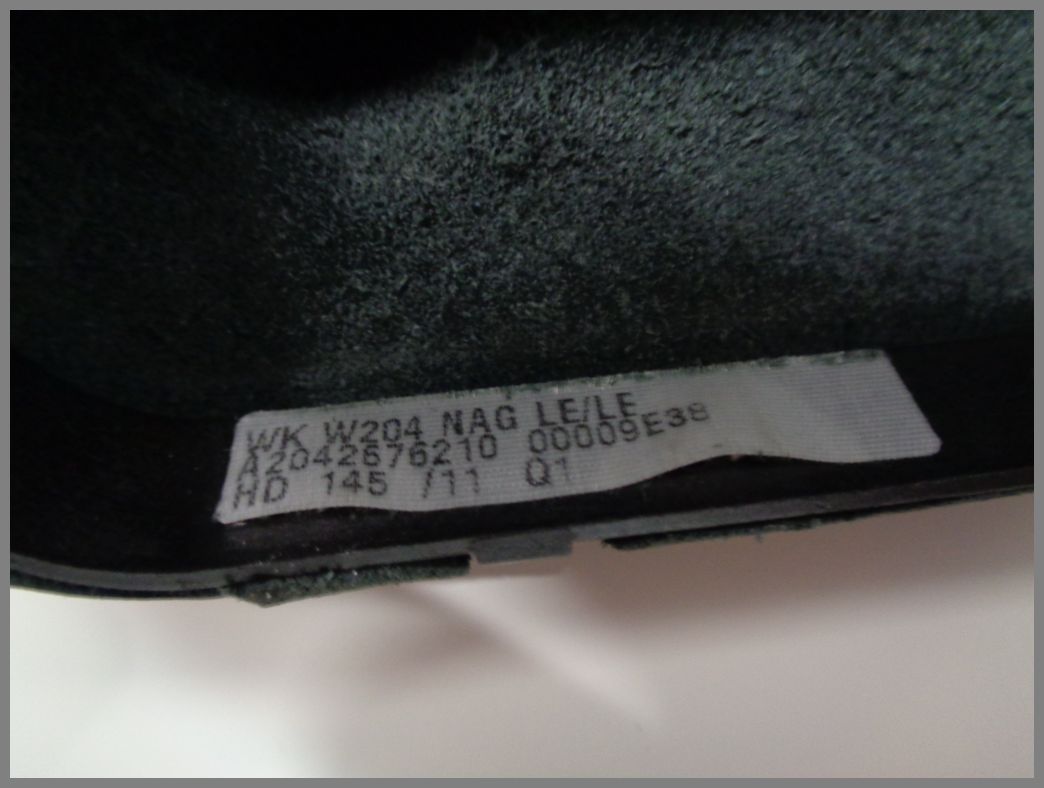 WK W204 NAG LE/LE
A2042676210 00009E38
HD 145 /11 Q1